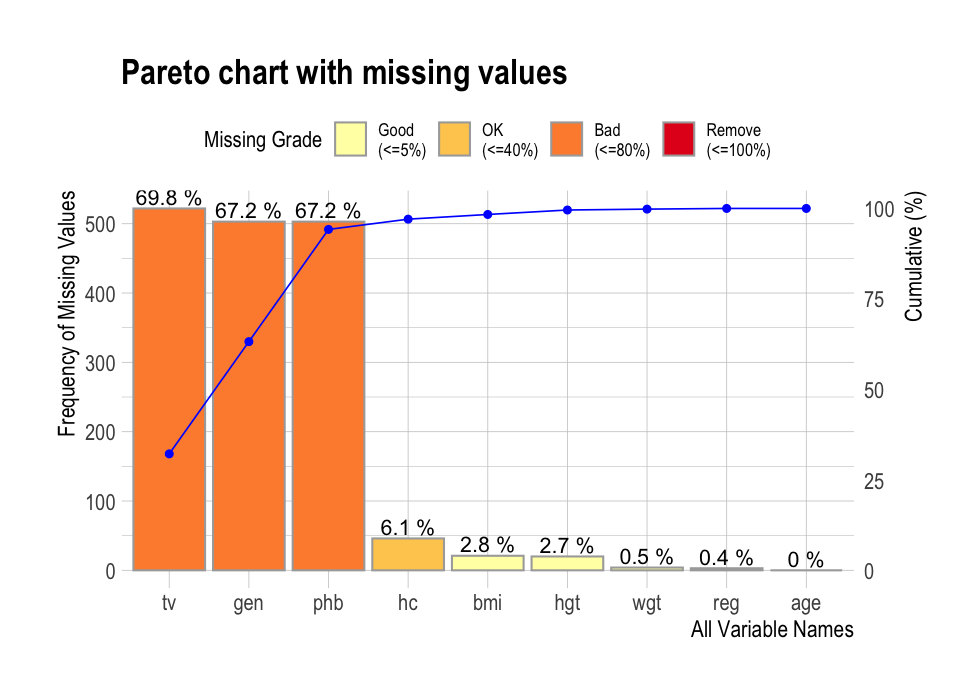 Pareto chart with missing values
Missing Grade
Good
(<=5%)
OK
(<=40%)
Bad
(<=80%)
Remove
(<=100%)
Frequency of Missing Values
500
400
300
200
100
0
69.8 %
67.2 %
67.2 %
6.1 %
2.8 %
2.7 %
0.5 %
0.4 %
0 %
100
75
50
25
0
Cumulative (%)
tv
gen
phb
hc
bmi
hgt
wgt
reg
age
All Variable Names